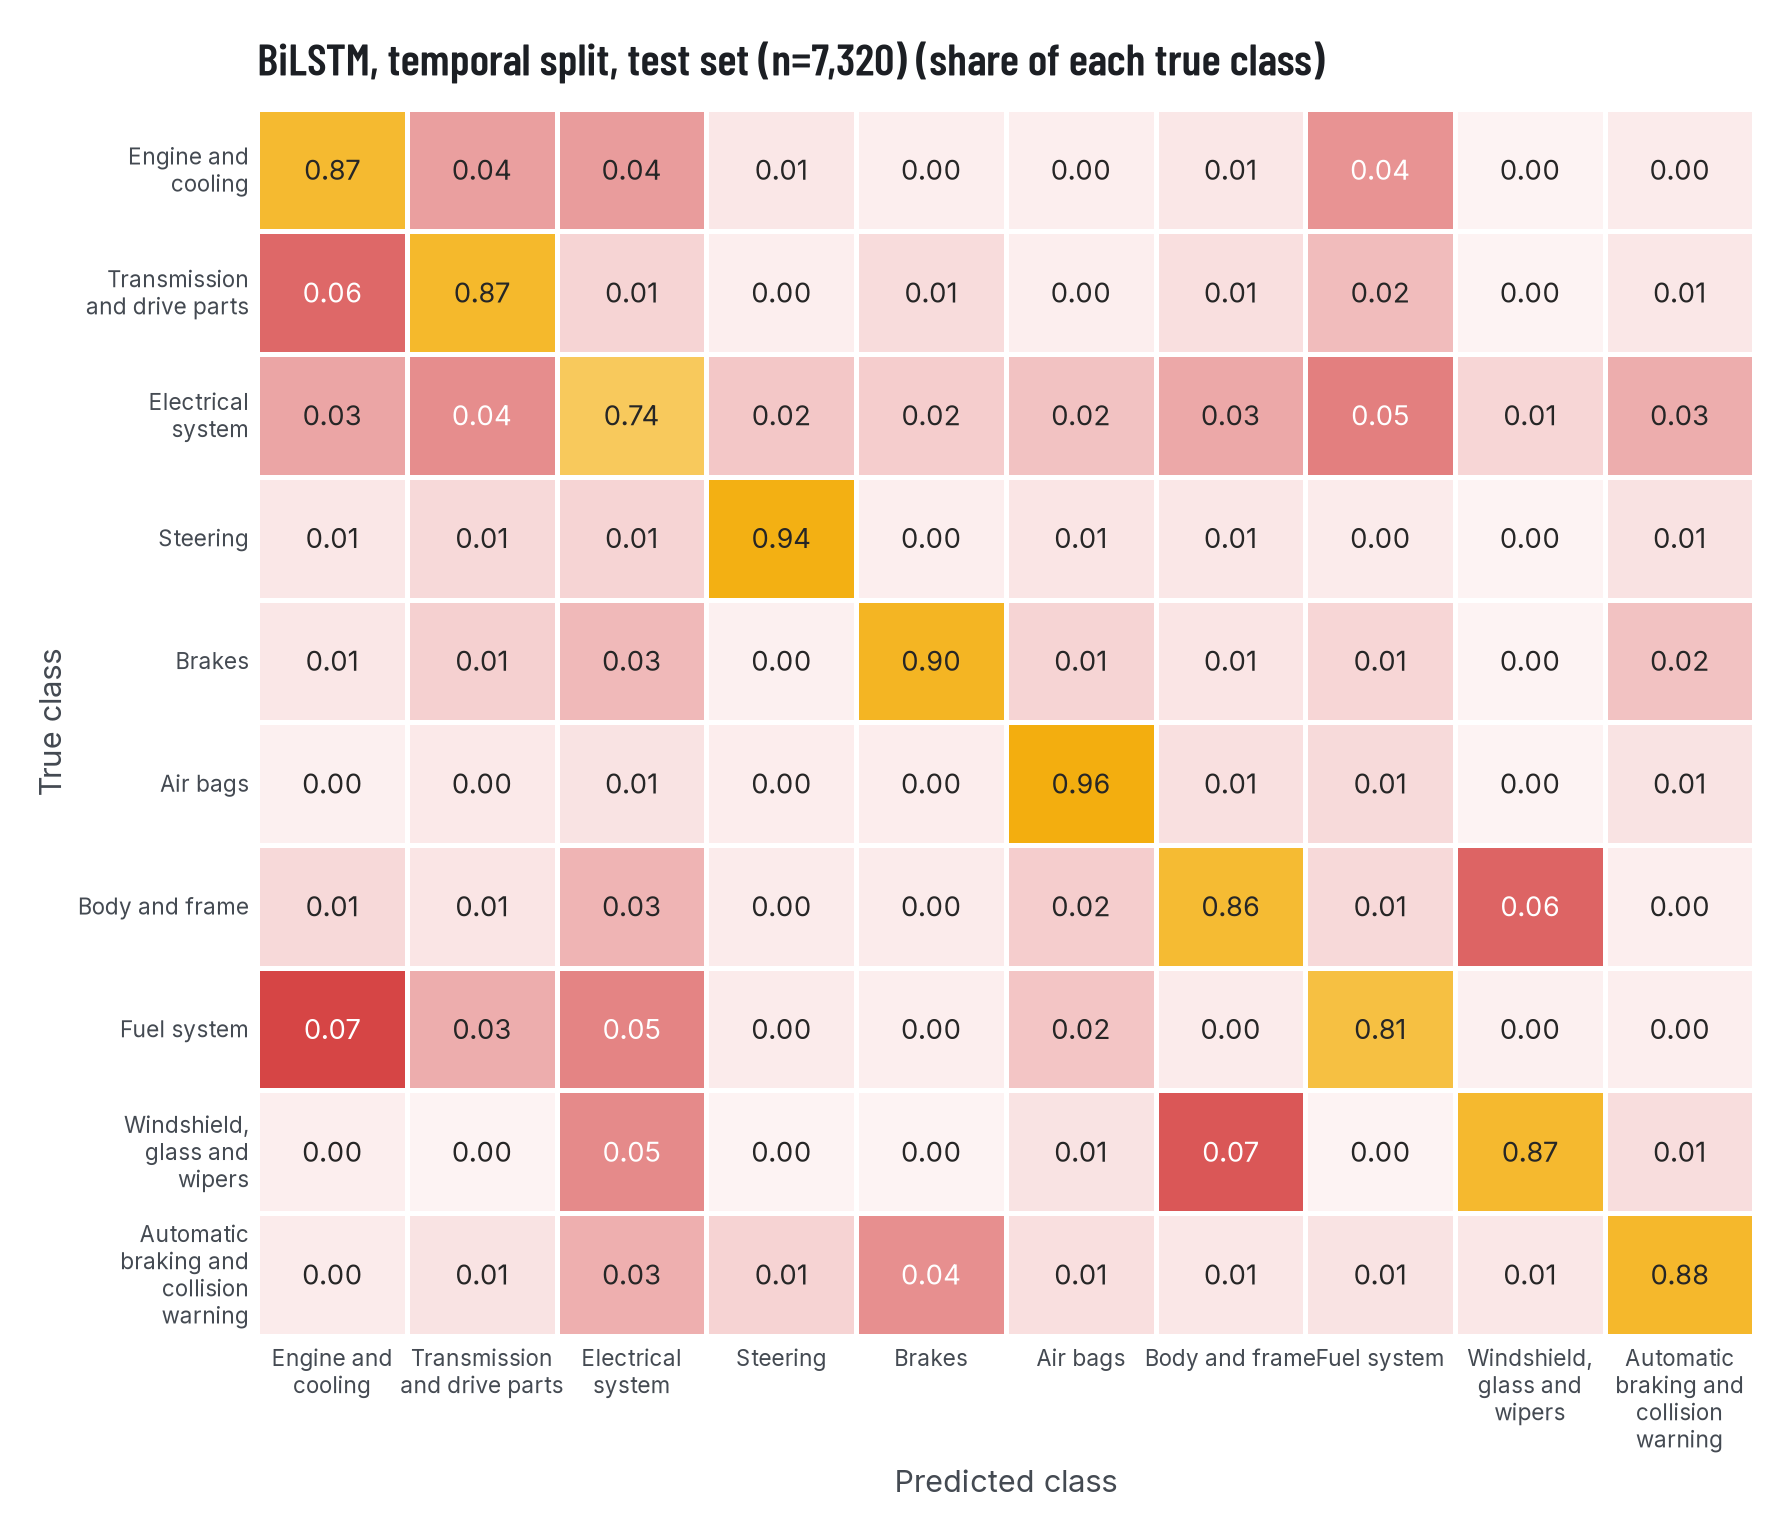 BiLSTM, temporal split, test set (n=7,320) (share of each true class)
Engine and
cooling
0.87 0.04 0.04 0.01 0.00 0.00 0.01 0.04 0.00 0.00
Transmission
and drive parts
0.06 0.87 0.01 0.00 0.01 0.00 0.01 0.02 0.00 0.01
Electrical
system
0.03 0.04 0.74 0.02 0.02 0.02 0.03 0.05 0.01 0.03
Steering
0.01 0.01 0.01 0.94 0.00 0.01 0.01 0.00 0.00 0.01
Brakes
0.01 0.01 0.03 0.00 0.90 0.01 0.01 0.01 0.00 0.02
Air bags
0.00 0.00 0.01 0.00 0.00 0.96 0.01 0.01 0.00 0.01
Body and frame
0.01 0.01 0.03 0.00 0.00 0.02 0.86 0.01 0.06 0.00
Fuel system
0.07 0.03 0.05 0.00 0.00 0.02 0.00 0.81 0.00 0.00
Windshield,
glass and
wipers
0.00 0.00 0.05 0.00 0.00 0.01 0.07 0.00 0.87 0.01
Automatic
braking and
collision
warning
0.00 0.01 0.03 0.01 0.04 0.01 0.01 0.01 0.01 0.88
True class
Engine and
cooling
Transmission
and drive parts
Electrical
system
Steering
Brakes
Air bags
Body and frame
Fuel system
Windshield,
glass and
wipers
Automatic
braking and
collision
warning
Predicted class